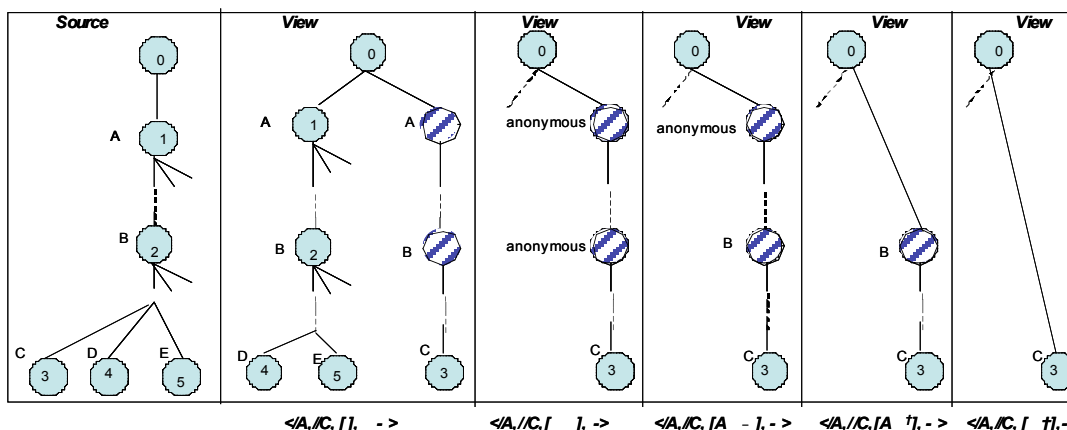 Source View View View View View
0 0 0 0 0 0
A 1 A 1 A anonymous anonymous
B 2 B 2 B anonymous B B
C 3 D 4 E 5 D 4 E 5 C 3 C 3 C 3 C 3 C 3
</A,//C, [ ], - > </A,//C,[ ], -> </A,//C,[A - ], - > </A,//C,[A †], - > </A,//C,[ †],-